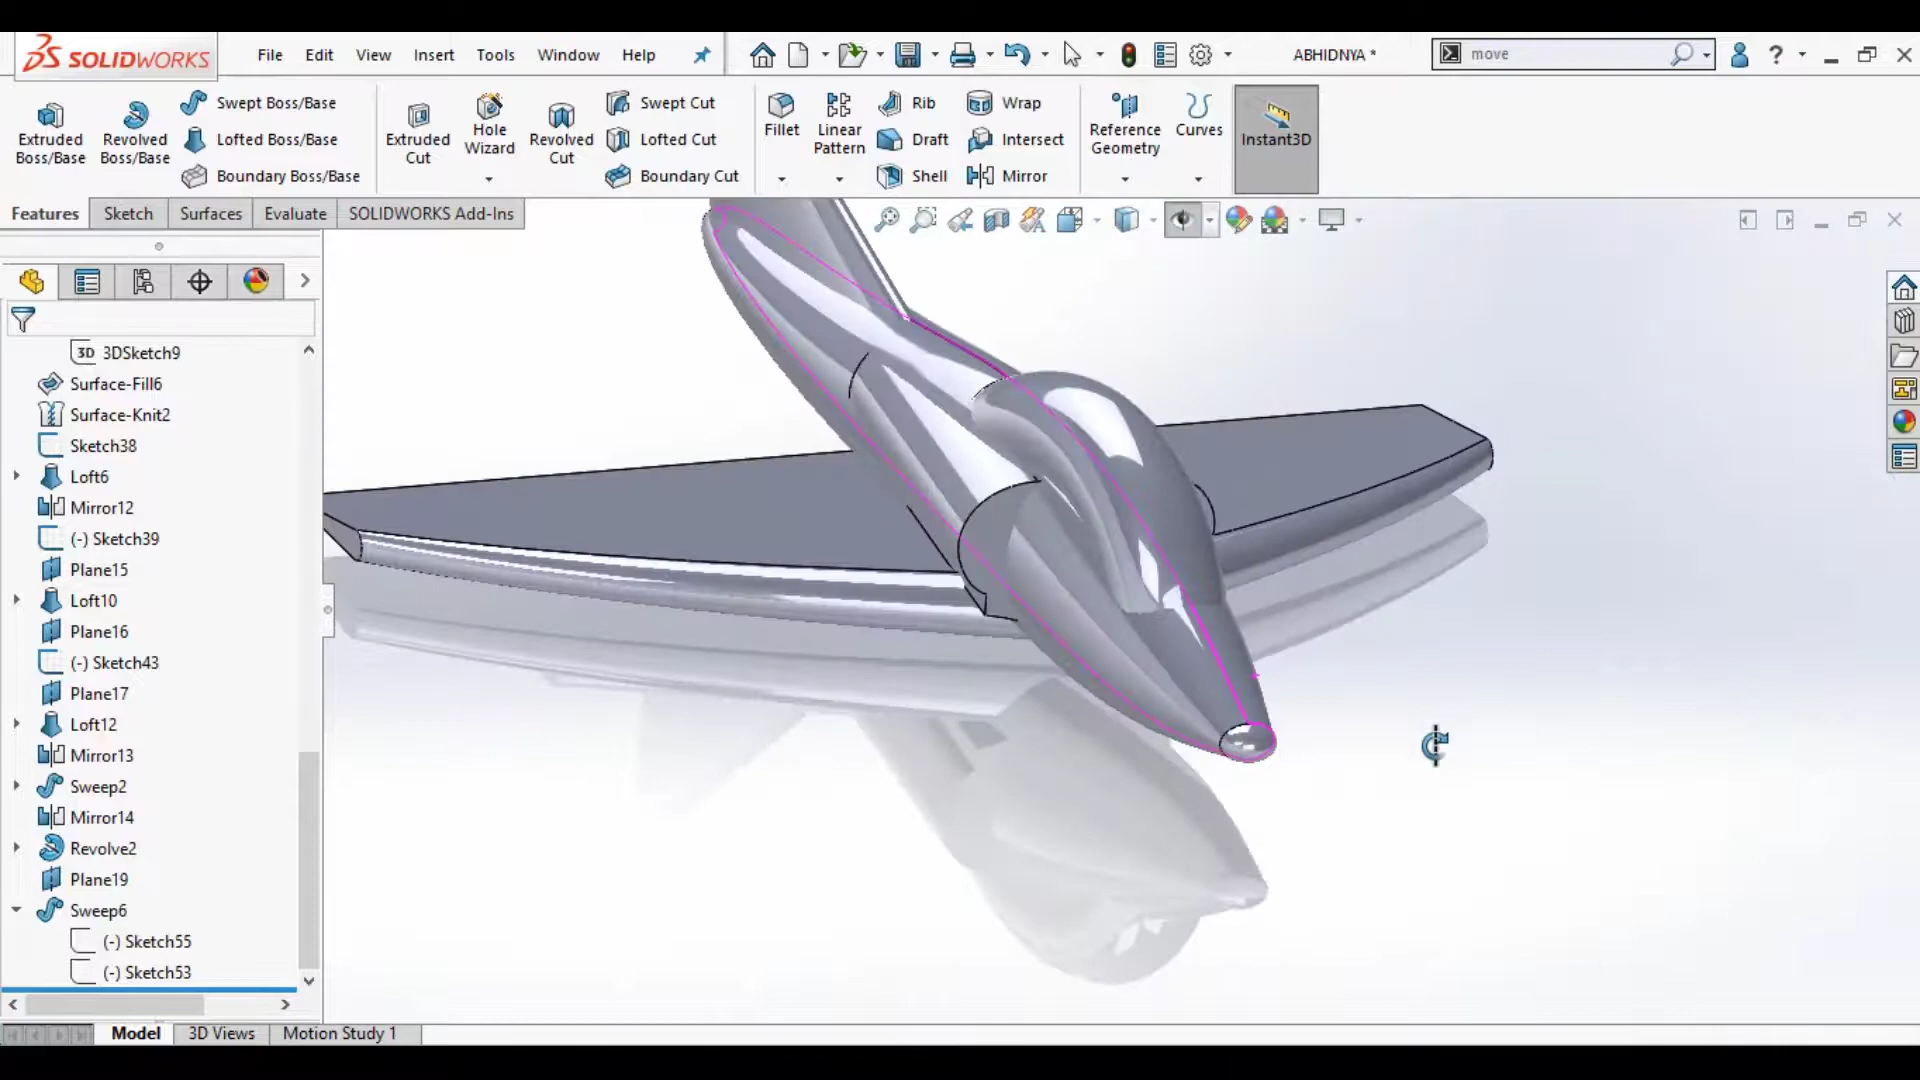 SOLIDWORKS File Edit View Insert Tools Window Help ABHIDNYA * move ?
Extruded Boss/Base
Revolved Boss/Base
Swept Boss/Base
Lofted Boss/Base
Boundary Boss/Base
Extruded Cut
Hole Wizard
Revolved Cut
Swept Cut
Lofted Cut
Boundary Cut
Fillet
Linear Pattern
Rib
Draft
Shell
Wrap
Intersect
Mirror
Reference Geometry
Curves
Instant3D
Features Sketch Surfaces Evaluate SOLIDWORKS Add-Ins
3D 3DSketch9
Surface-Fill6
Surface-Knit2
Sketch38
Loft6
Mirror12
(-) Sketch39
Plane15
Loft10
Plane16
(-) Sketch43
Plane17
Loft12
Mirror13
Sweep2
Mirror14
Revolve2
Plane19
Sweep6
(-) Sketch55
(-) Sketch53
Model 3D Views Motion Study 1